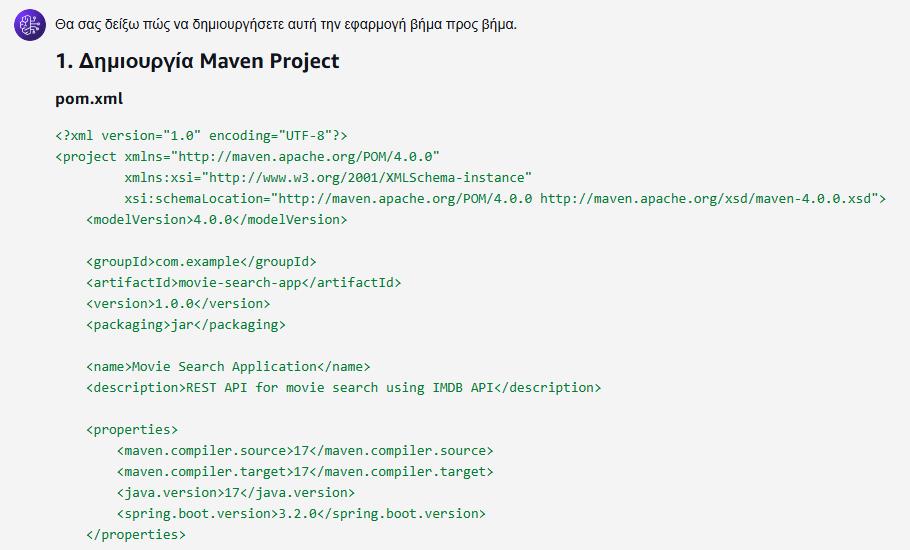 Θα σας δείξω πώς να δημιουργήσετε αυτή την εφαρμογή βήμα προς βήμα.
1. Δημιουργία Maven Project
pom.xml
<?xml version="1.0" encoding="UTF-8"?>
<project xmlns="http://maven.apache.org/POM/4.0.0"
         xmlns:xsi="http://www.w3.org/2001/XMLSchema-instance"
         xsi:schemaLocation="http://maven.apache.org/POM/4.0.0 http://maven.apache.org/xsd/maven-4.0.0.xsd">
    <modelVersion>4.0.0</modelVersion>
    <groupId>com.example</groupId>
    <artifactId>movie-search-app</artifactId>
    <version>1.0.0</version>
    <packaging>jar</packaging>
    <name>Movie Search Application</name>
    <description>REST API for movie search using IMDB API</description>
    <properties>
        <maven.compiler.source>17</maven.compiler.source>
        <maven.compiler.target>17</maven.compiler.target>
        <java.version>17</java.version>
        <spring.boot.version>3.2.0</spring.boot.version>
    </properties>